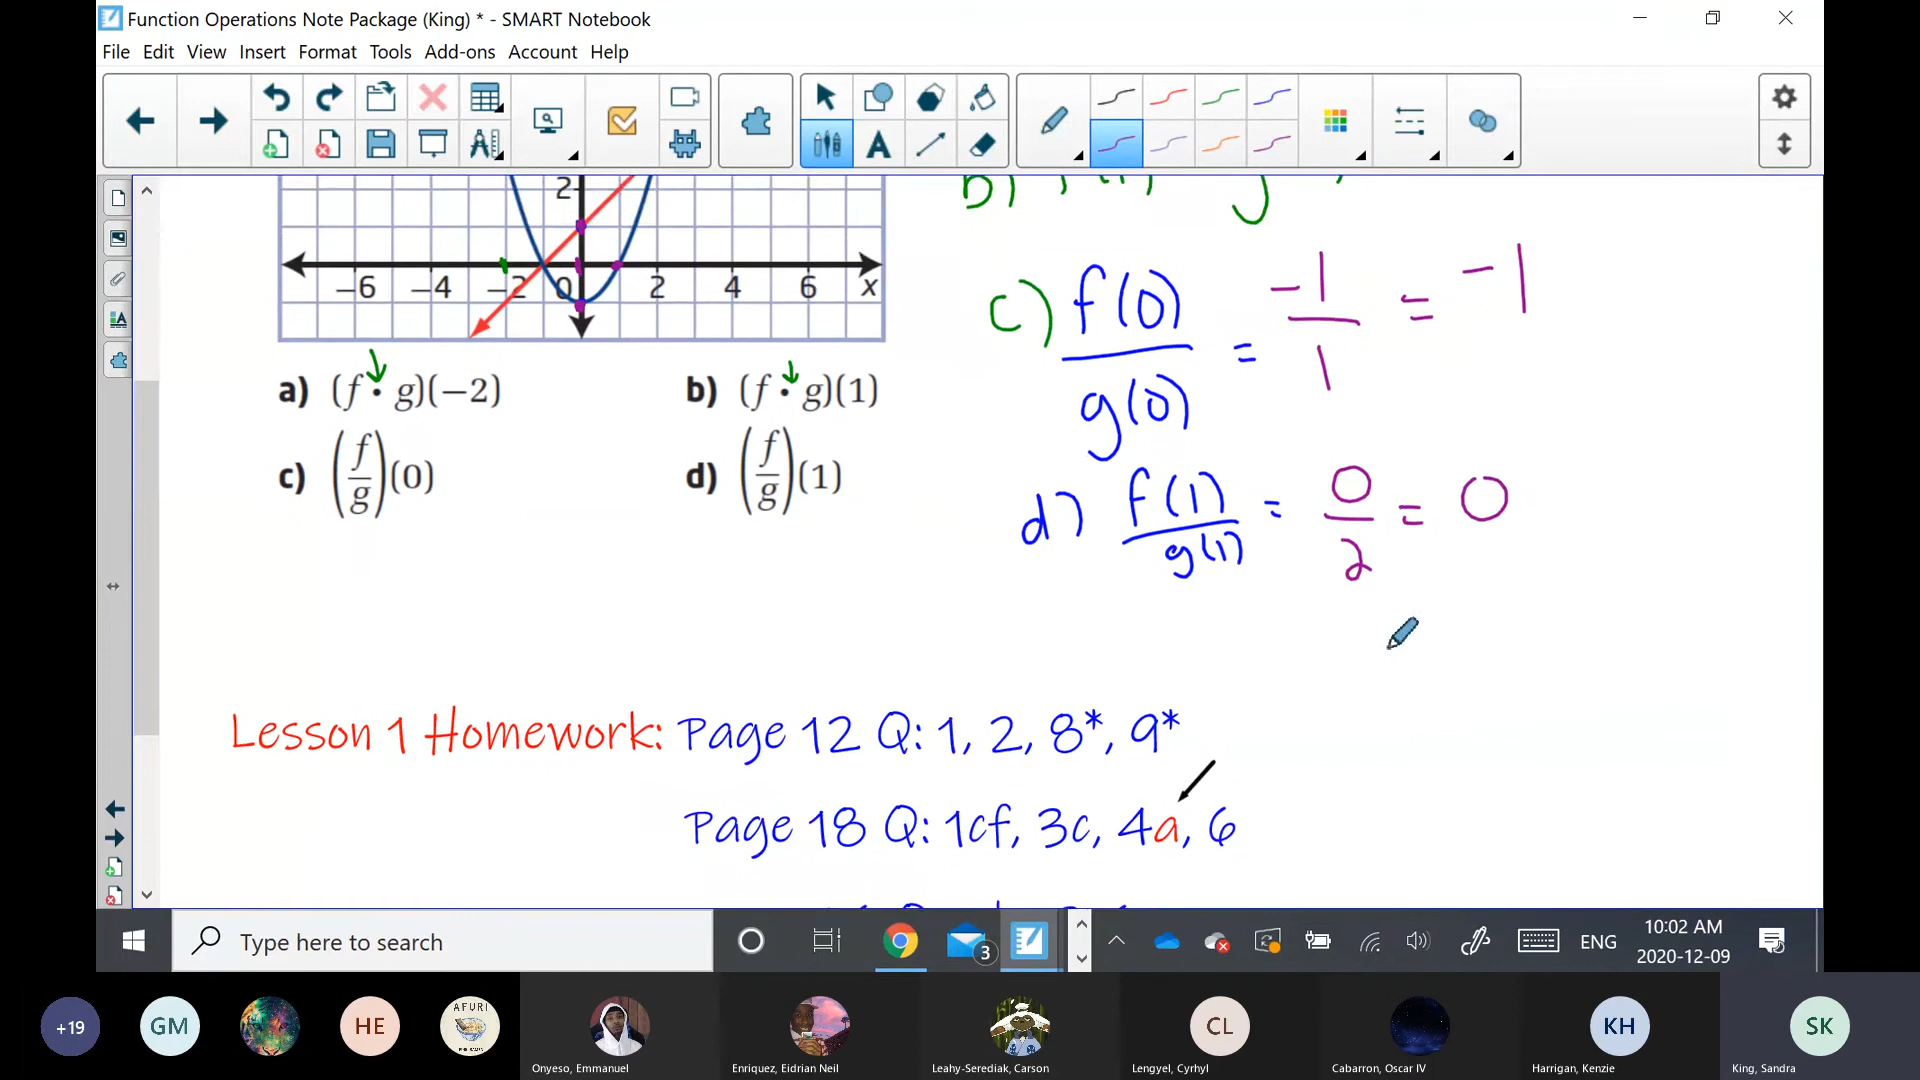 Function Operations Note Package (King) * - SMART Notebook
File Edit View Insert Format Tools Add-ons Account Help
2
-6 -4 -2 0 2 4 6 x
a) (f · g)(−2)
b) (f · g)(1)
c) (f/g)(0)
d) (f/g)(1)
b)
c) f(0)/g(0) = -1/1 = -1
d) f(1)/g(1) = 0/2 = 0
Lesson 1 Homework: Page 12 Q: 1, 2, 8*, 9*
Page 18 Q: 1cf, 3c, 4a, 6
Type here to search
3
ENG
10:02 AM
2020-12-09
+19
GM
HE
AFURI
CL
KH
SK
Onyeso, Emmanuel
Enriquez, Eidrian Neil
Leahy-Serediak, Carson
Lengyel, Cyrhyl
Cabarron, Oscar IV
Harrigan, Kenzie
King, Sandra